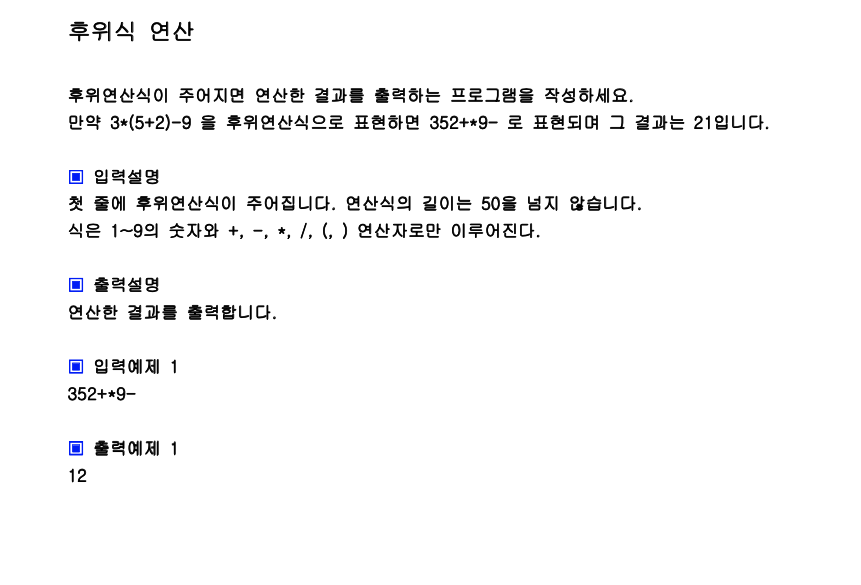 후위식 연산
후위연산식이 주어지면 연산한 결과를 출력하는 프로그램을 작성하세요.
만약 3*(5+2)-9 을 후위연산식으로 표현하면 352+*9- 로 표현되며 그 결과는 21입니다.
▣ 입력설명
첫 줄에 후위연산식이 주어집니다. 연산식의 길이는 50을 넘지 않습니다.
식은 1~9의 숫자와 +, -, *, /, (, ) 연산자로만 이루어진다.
▣ 출력설명
연산한 결과를 출력합니다.
▣ 입력예제 1
352+*9-
▣ 출력예제 1
12